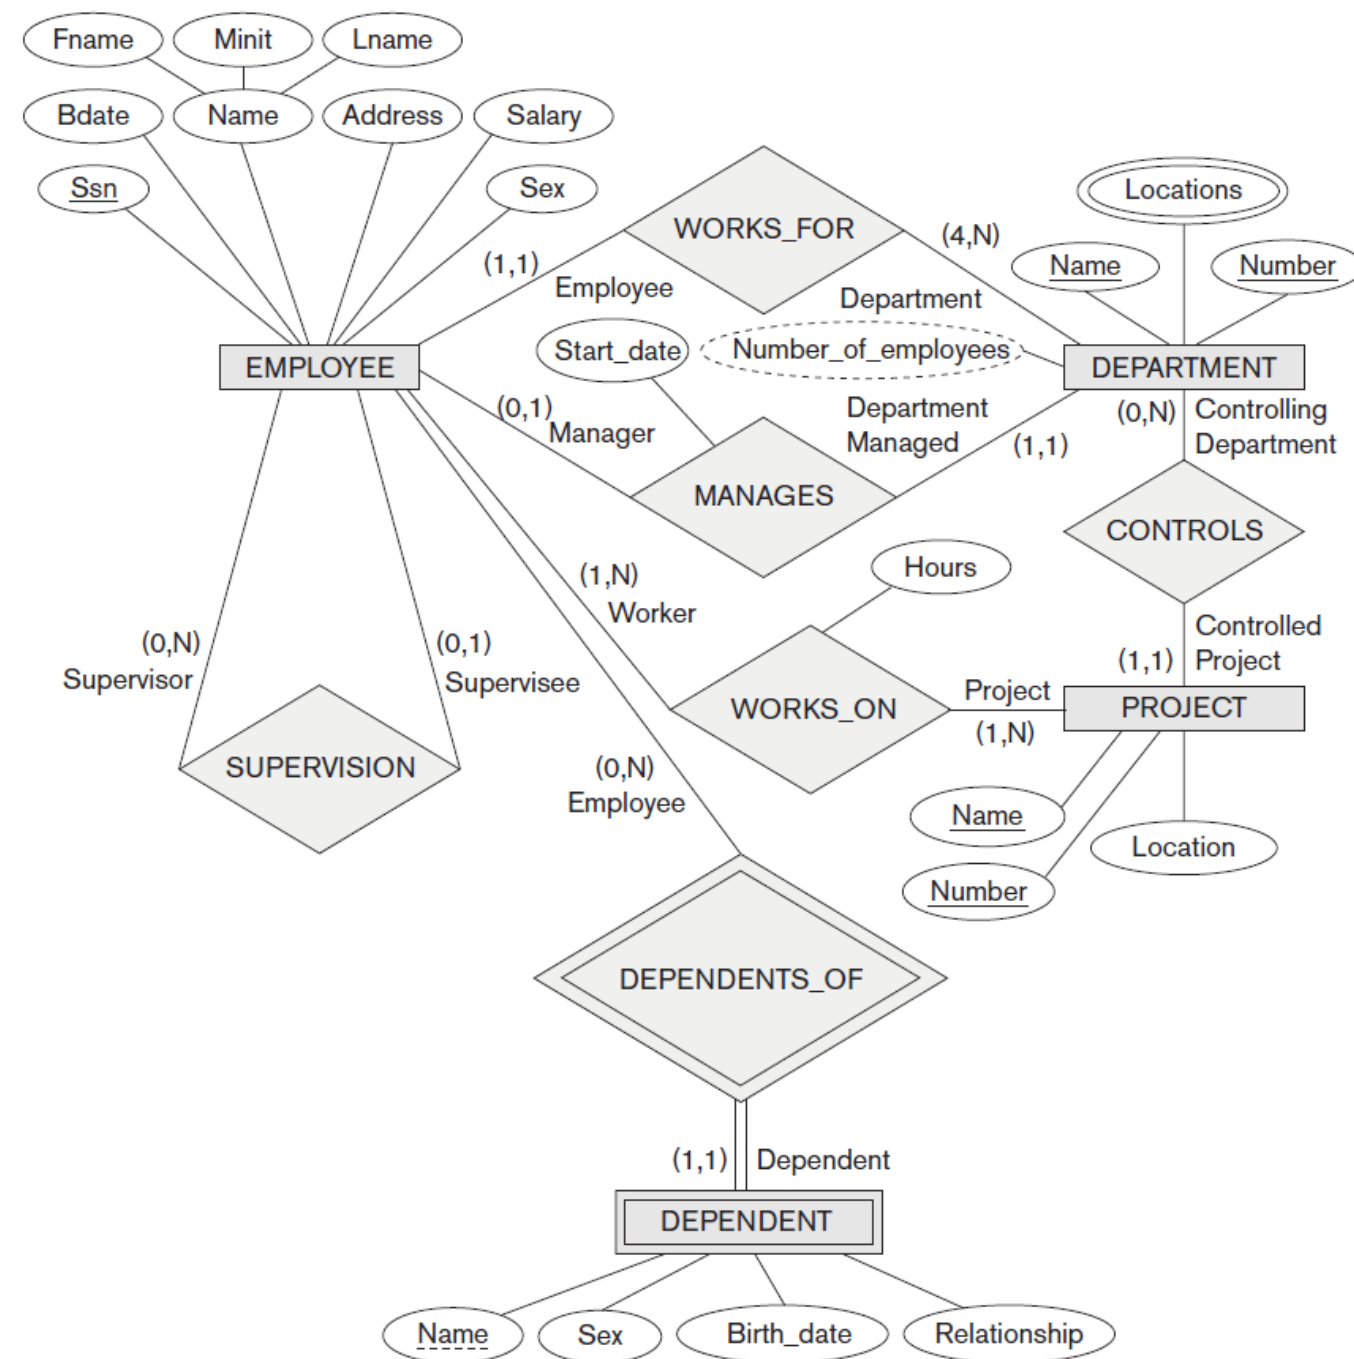 Fname
Minit
Lname
Bdate
Name
Address
Salary
Ssn
Sex
WORKS_FOR
(4,N)
Locations
Name
Number
(1,1)
Employee
Department
Start_date
Number_of_employees
EMPLOYEE
DEPARTMENT
(0,1)
Manager
Department
Managed
(1,1)
(0,N)
Controlling
Department
MANAGES
CONTROLS
Hours
(1,N)
Worker
(0,N)
Supervisor
(0,1)
Supervisee
Controlled
Project
(1,1)
Project
(1,N)
WORKS_ON
PROJECT
SUPERVISION
(0,N)
Employee
Name
Location
Number
DEPENDENTS_OF
(1,1)
Dependent
DEPENDENT
Name
Sex
Birth_date
Relationship